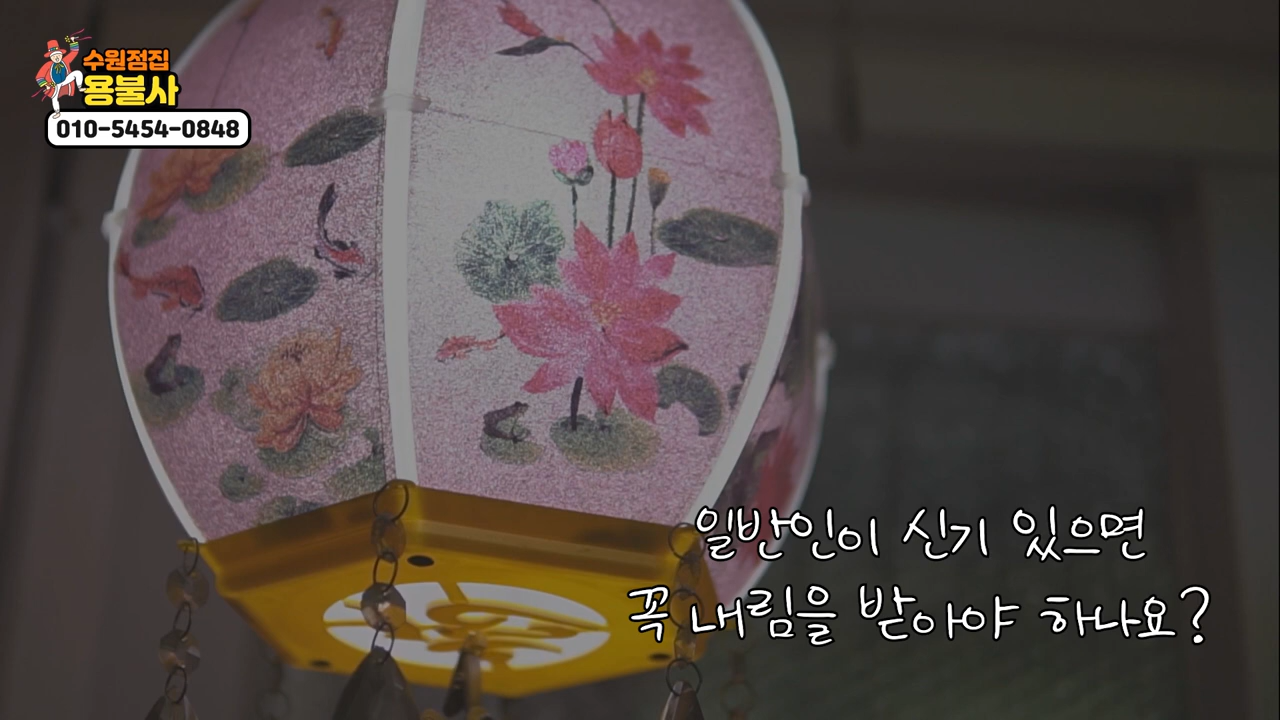 수원점집
용불사
010-5454-0848
일반인이 신기 있으면
꼭 내림을 받아야 하나요?